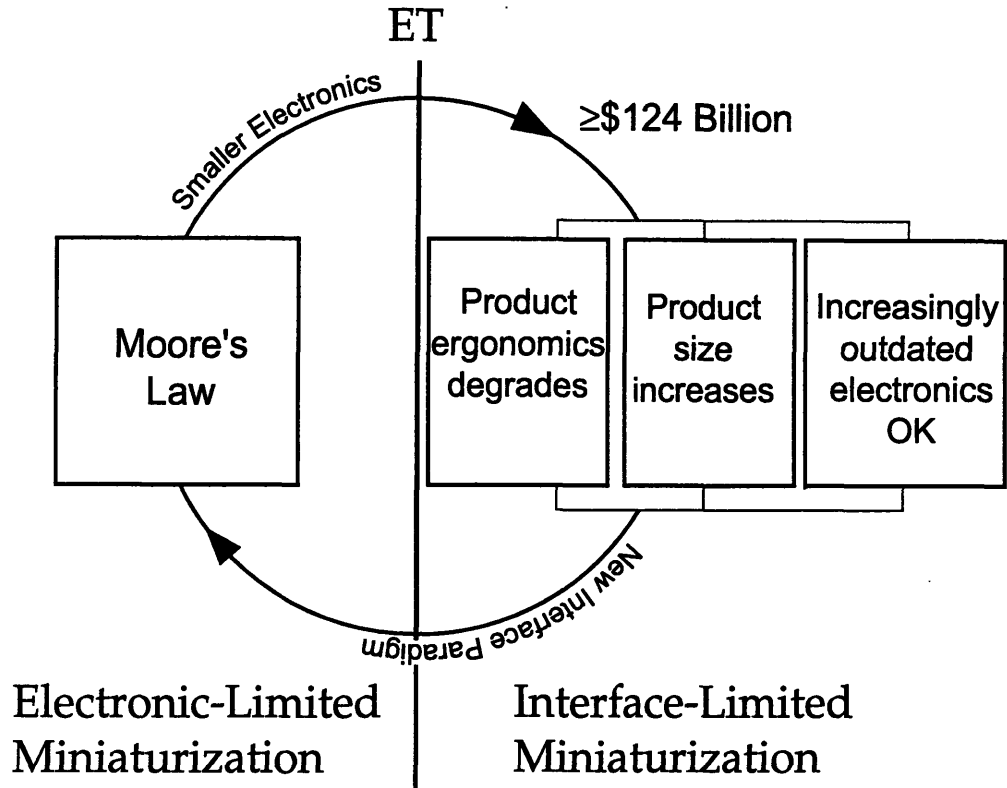 ET
Smaller Electronics
≥$124 Billion
Moore's
Law
Product
ergonomics
degrades
Product
size
increases
Increasingly
outdated
electronics
OK
New Interface Paradigm
Electronic-Limited
Miniaturization
Interface-Limited
Miniaturization